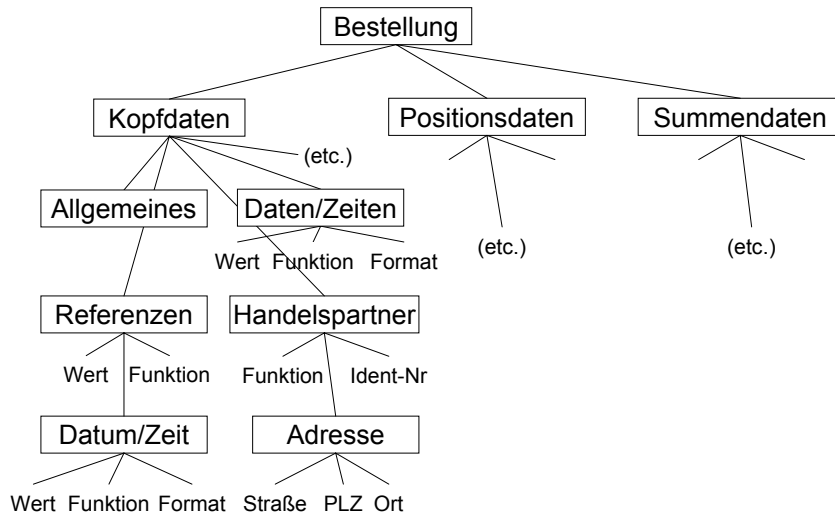 Bestellung
Kopfdaten
Positionsdaten
Summendaten
(etc.)
Allgemeines
Daten/Zeiten
(etc.)
(etc.)
Wert Funktion Format
Referenzen
Handelspartner
Wert Funktion
Funktion Ident-Nr
Datum/Zeit
Adresse
Wert Funktion Format
Straße PLZ Ort